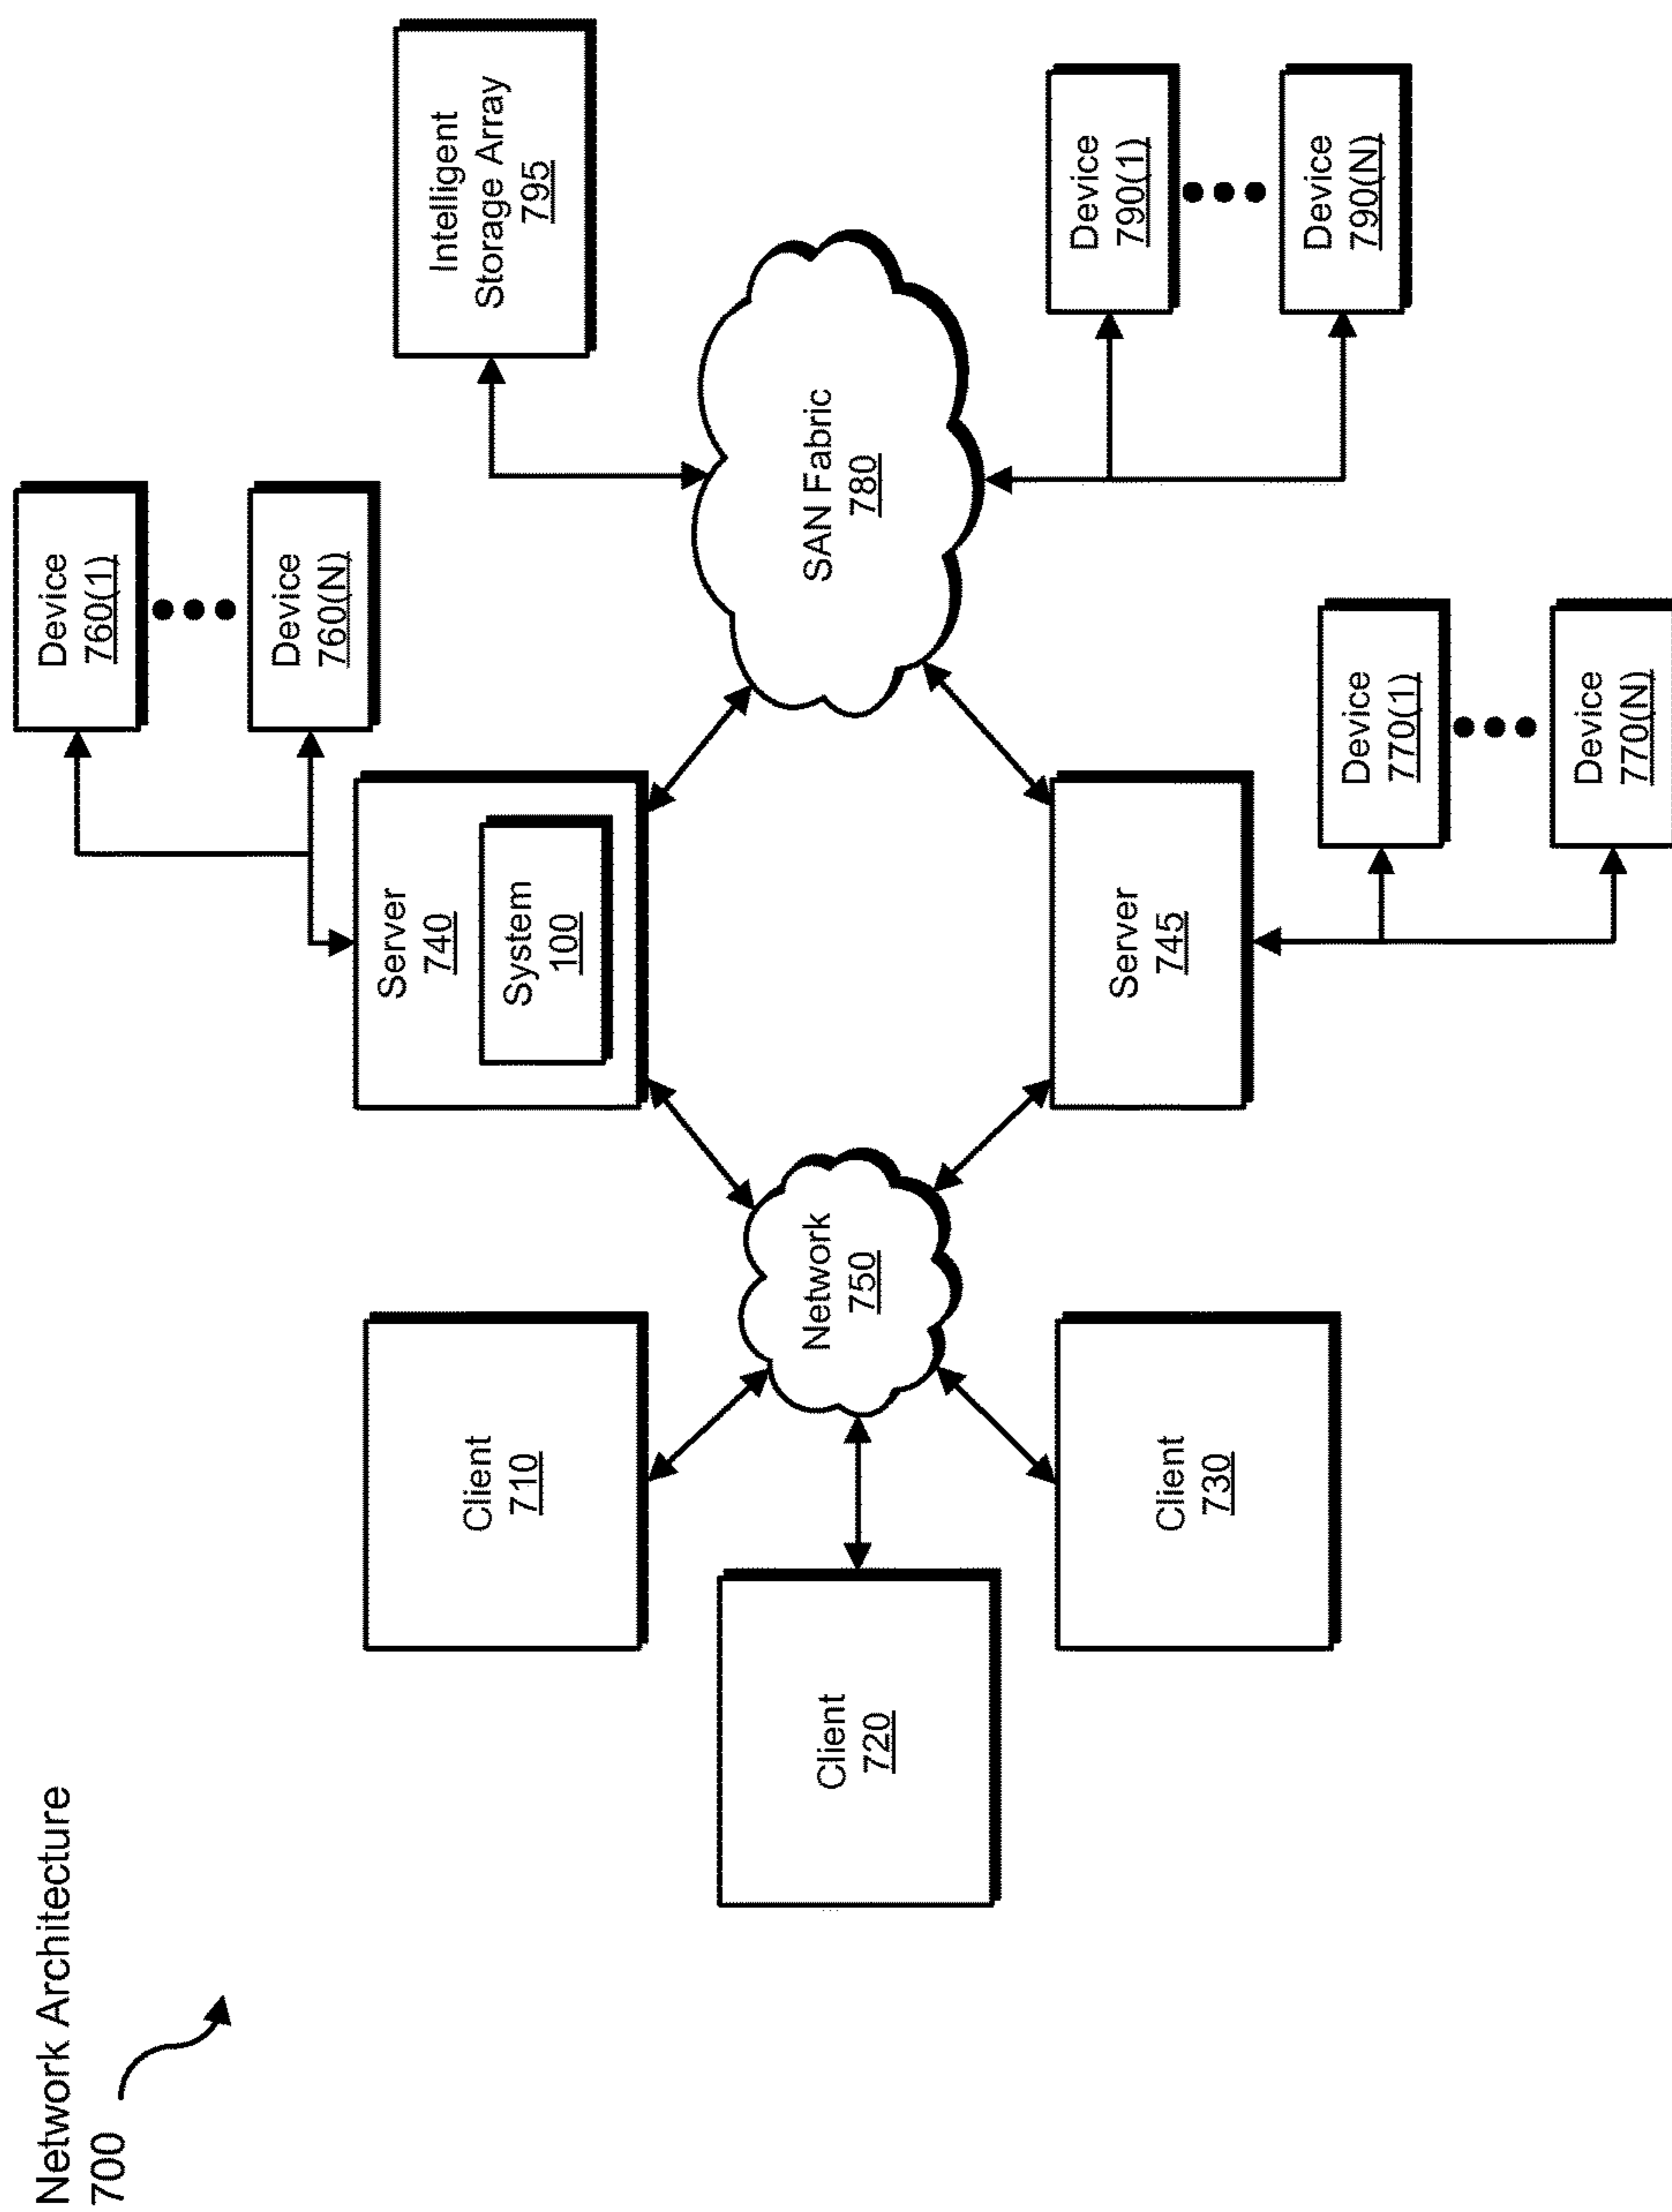 Network Architecture
700
Client
710
Client
720
Client
730
Network
750
Server
740
System
100
Server
745
Device
760(1)
Device
760(N)
Device
770(1)
Device
770(N)
SAN Fabric
780
Intelligent
Storage Array
795
Device
790(1)
Device
790(N)